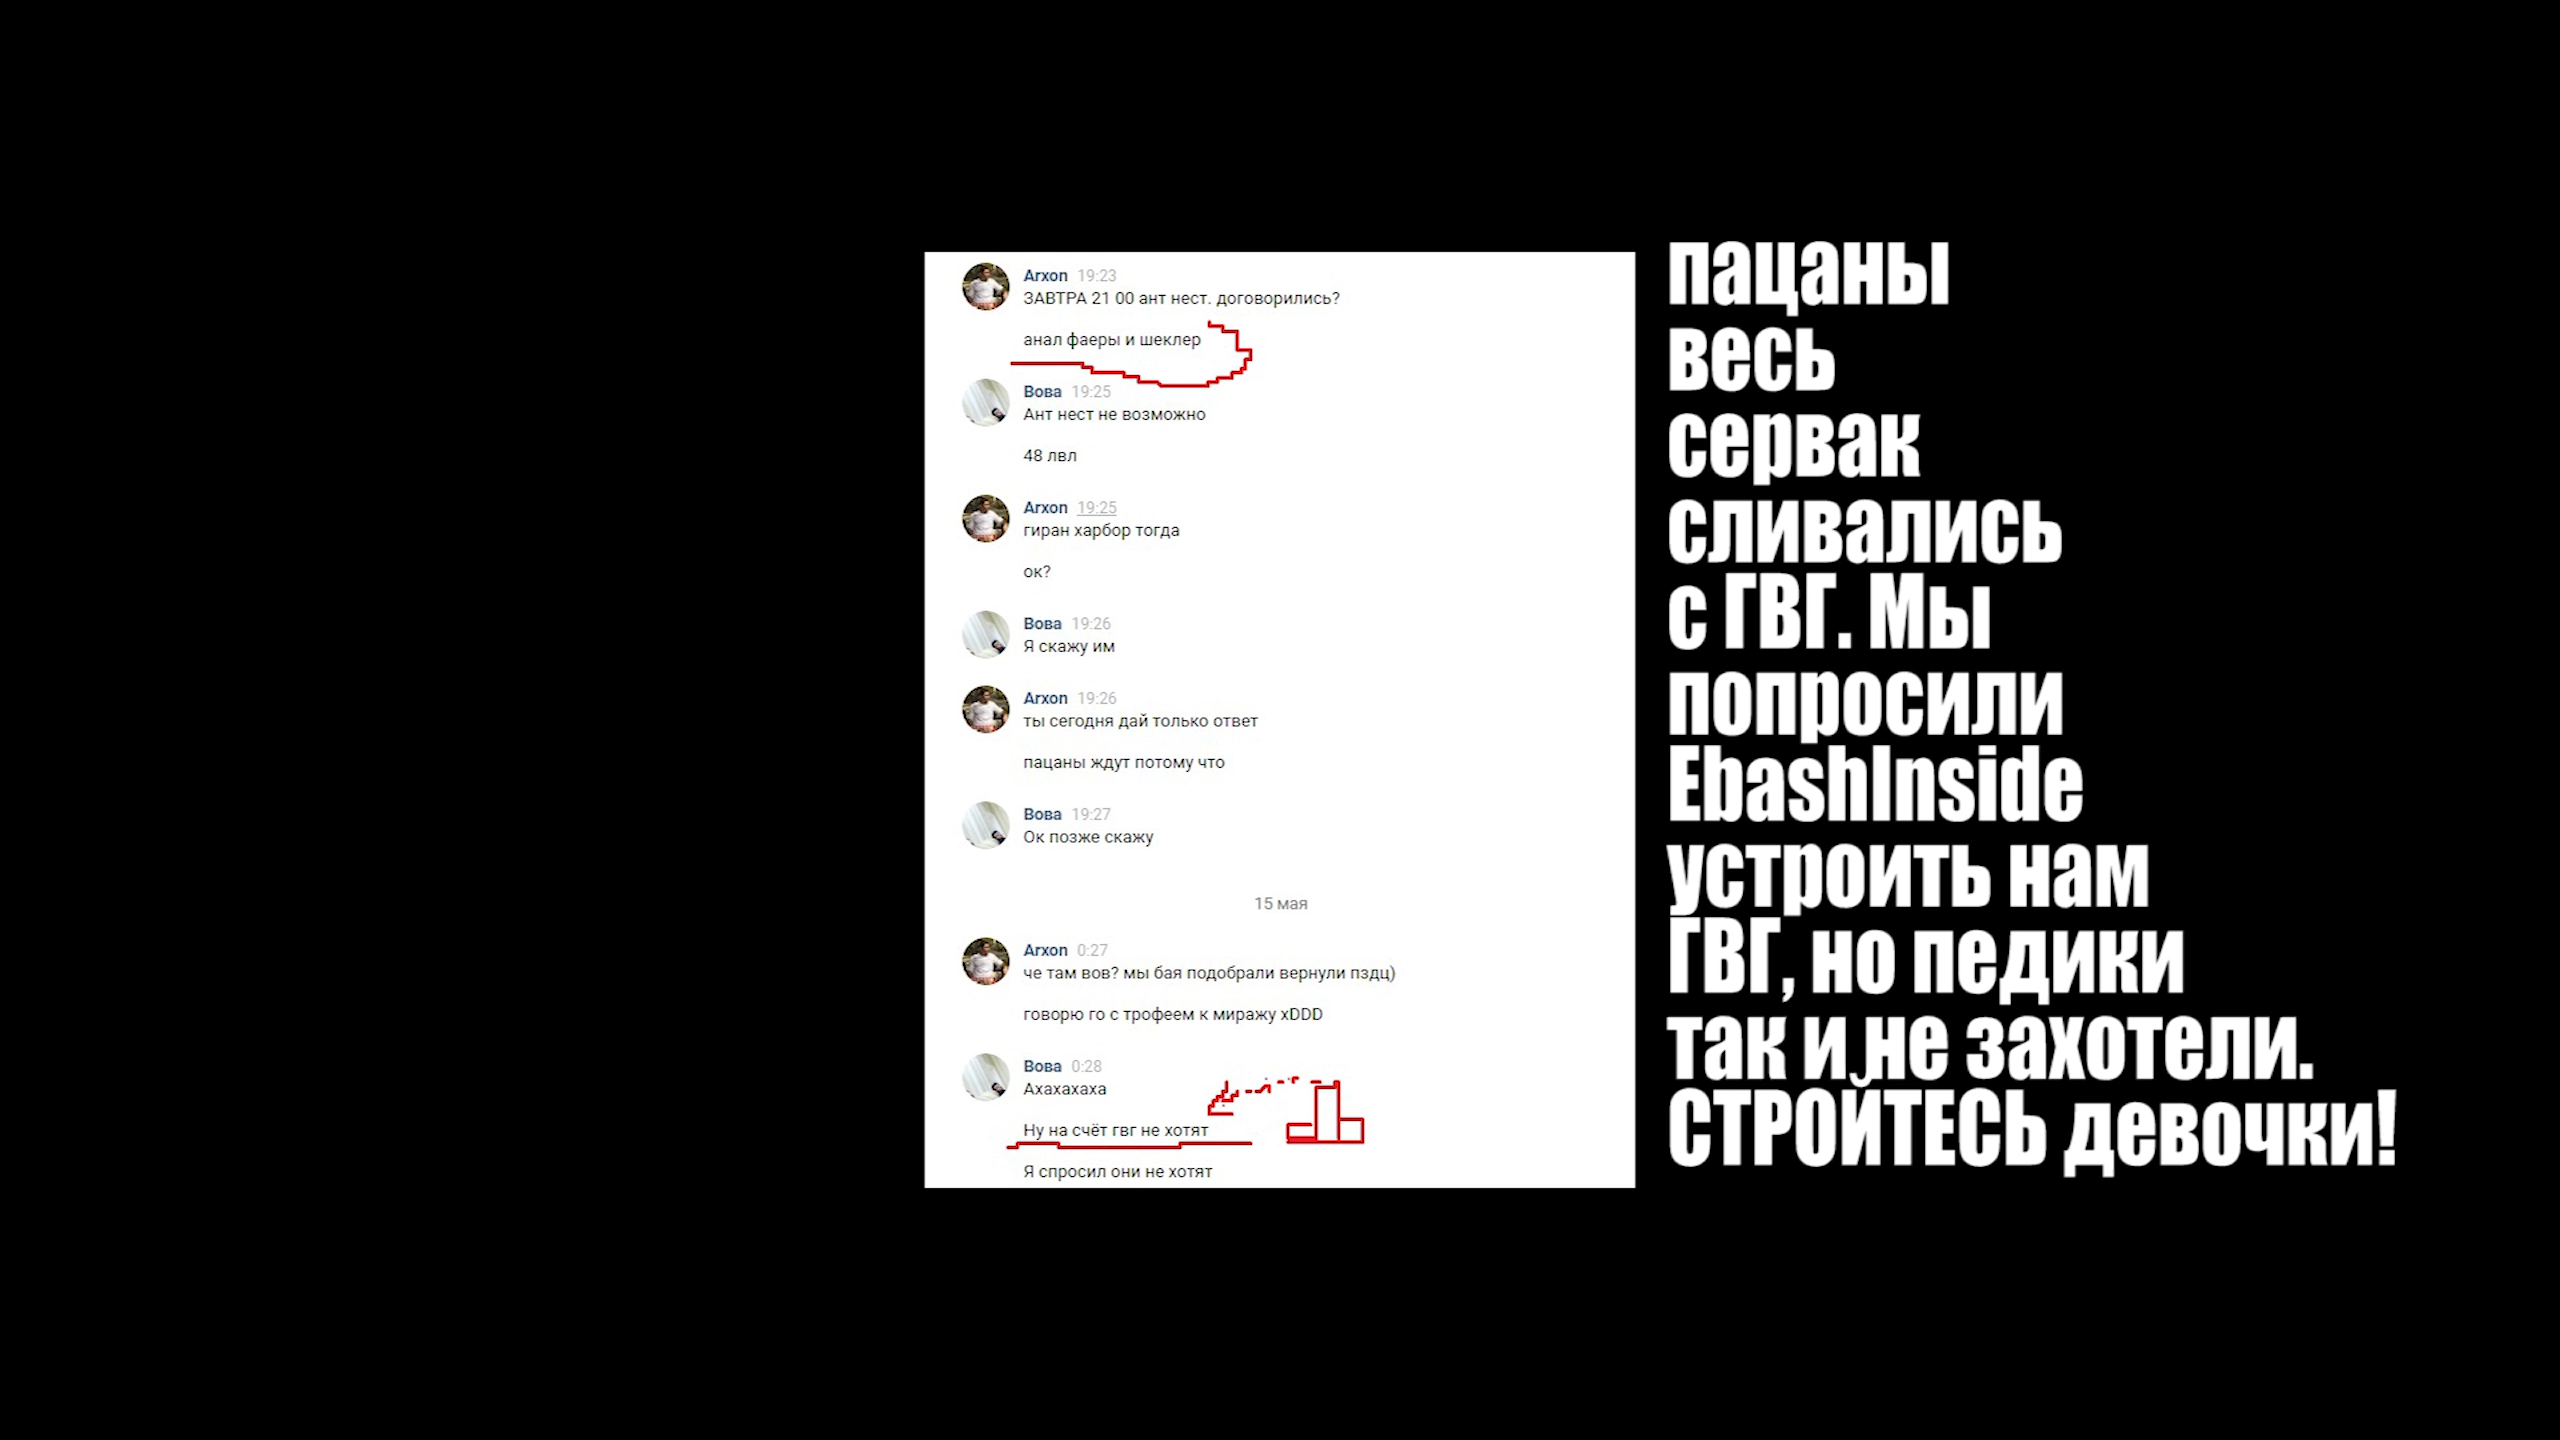 Arxon 19:23
ЗАВТРА 21 00 ант нест. договорились?
анал фаеры и шеклер
Вова 19:25
Ант нест не возможно
48 лвл
Arxon 19:25
гиран харбор тогда
ок?
Вова 19:26
Я скажу им
Arxon 19:26
ты сегодня дай только ответ
пацаны ждут потому что
Вова 19:27
Ок позже скажу
15 мая
Arxon 0:27
че там вов? мы бая подобрали вернули пздц)
говорю го с трофеем к миражу xDDD
Вова 0:28
Ахахахаха
Ну на счёт гвг не хотят
Я спросил они не хотят
пацаны
весь
сервак
сливались
с ГВГ. Мы
попросили
EbashInside
устроить нам
ГВГ, но педики
так и не захотели.
СТРОЙТЕСЬ девочки!